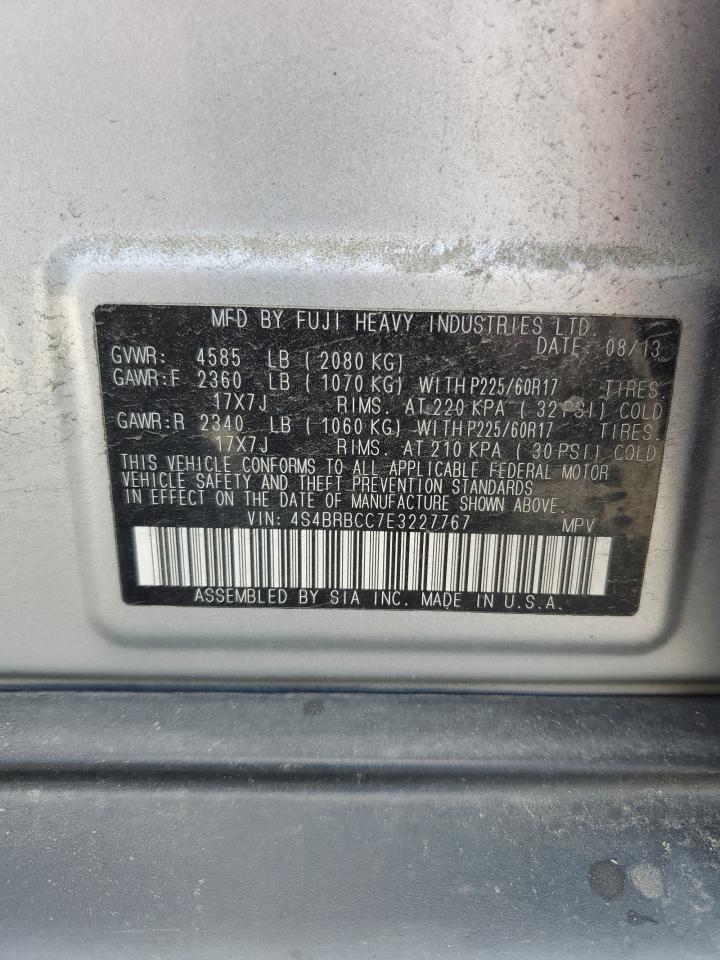 MFD BY FUJI HEAVY INDUSTRIES LTD.
DATE 08/13
GVWR: 4585 LB ( 2080 KG)
GAWR:F 2360 LB ( 1070 KG) WITH P225/60R17 TIRES.
17X7J RIMS. AT 220 KPA ( 32 PSI) COLD
GAWR:R 2340 LB ( 1060 KG) WITH P225/60R17 TIRES.
17X7J RIMS. AT 210 KPA ( 30 PSI) COLD
THIS VEHICLE CONFORMS TO ALL APPLICABLE FEDERAL MOTOR
VEHICLE SAFETY AND THEFT PREVENTION STANDARDS
IN EFFECT ON THE DATE OF MANUFACTURE SHOWN ABOVE.
VIN: 4S4BRBCC7E3227767 MPV
ASSEMBLED BY SIA INC. MADE IN U.S.A.